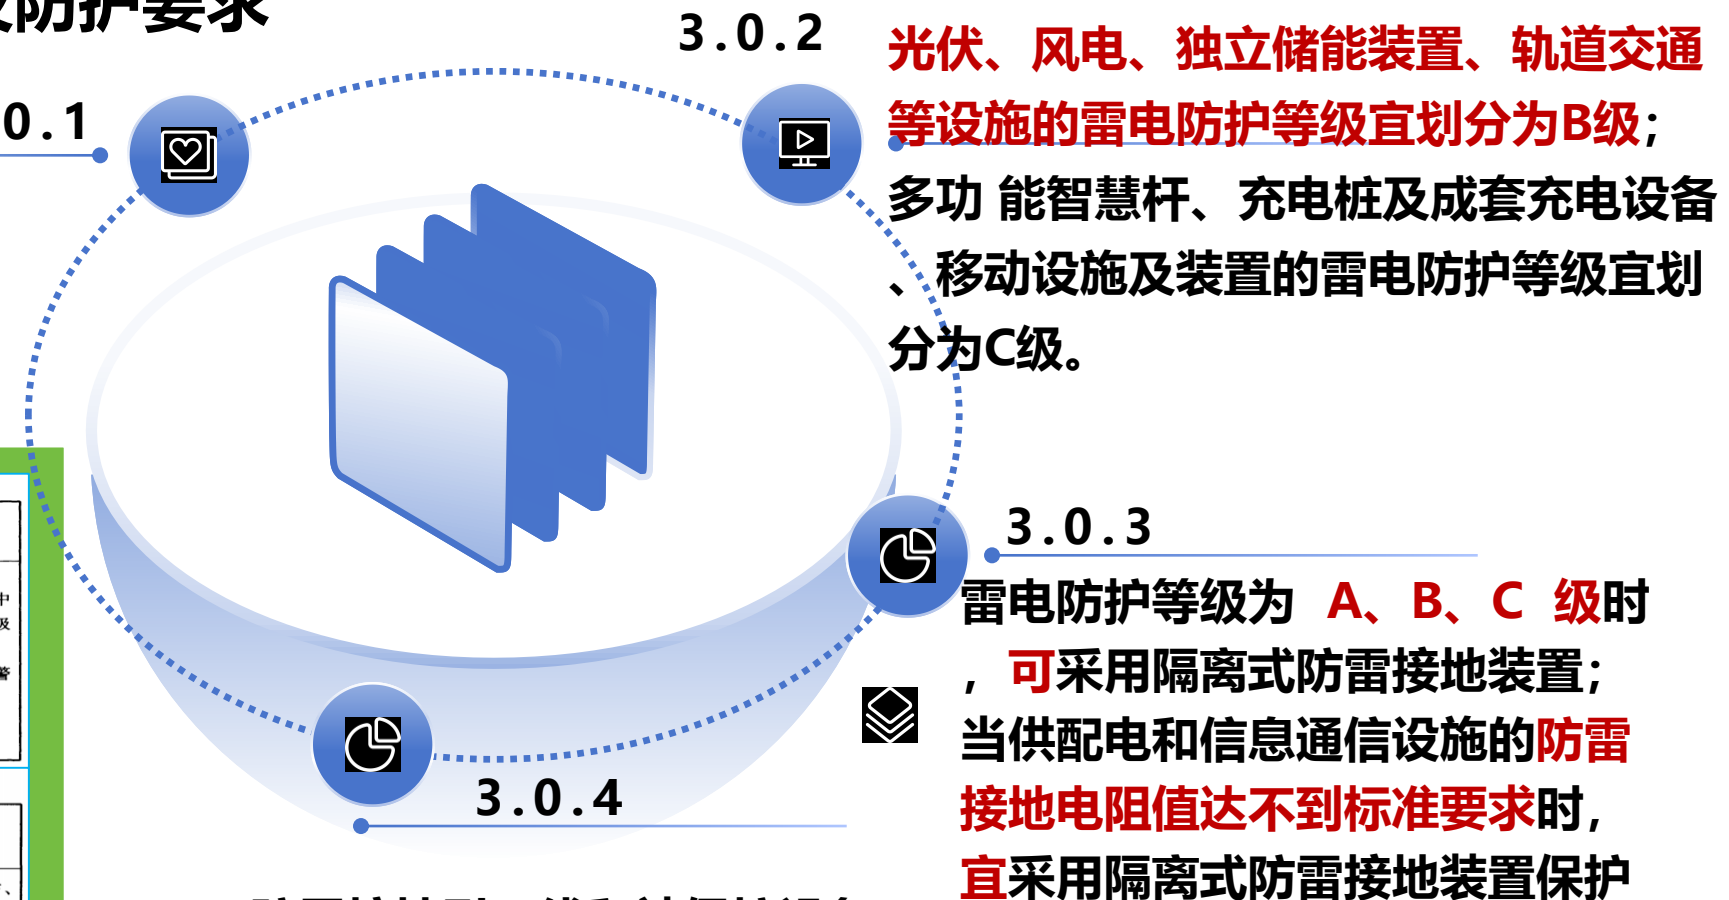 防护要求
3.0.2
光伏、风电、独立储能装置、轨道交通
等设施的雷电防护等级宜划分为B级；
多功 能智慧杆、充电桩及成套充电设备
、移动设施及装置的雷电防护等级宜划
分为C级。
0.1
3.0.3
雷电防护等级为 A、B、C 级时
，可采用隔离式防雷接地装置；
当供配电和信息通信设施的防雷
接地电阻值达不到标准要求时，
宜采用隔离式防雷接地装置保护
3.0.4
中
及
警